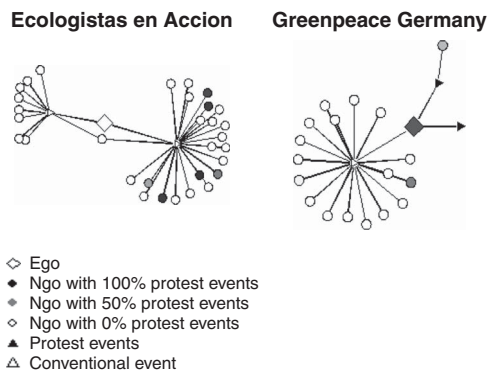 Ecologistas en Accion
Greenpeace Germany
Ego
Ngo with 100% protest events
Ngo with 50% protest events
Ngo with 0% protest events
Protest events
Conventional event